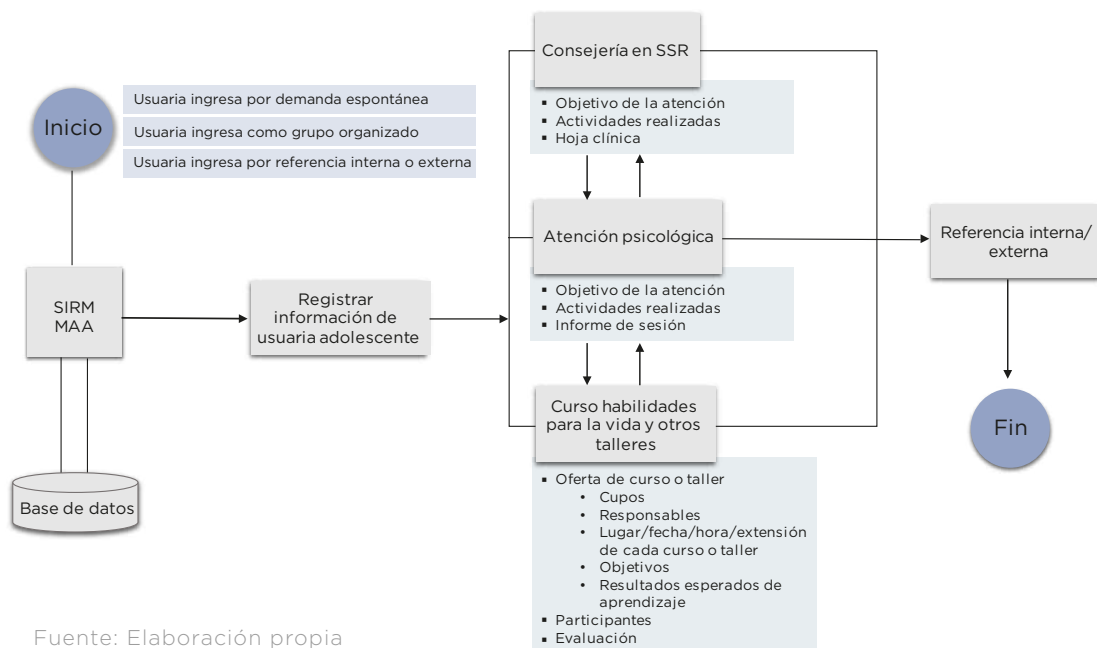 Inicio
Usuaria ingresa por demanda espontánea
Usuaria ingresa como grupo organizado
Usuaria ingresa por referencia interna o externa
SIRM
MAA
Base de datos
Registrar
información de
usuaria adolescente
Consejería en SSR
▪ Objetivo de la atención
▪ Actividades realizadas
▪ Hoja clínica
Atención psicológica
▪ Objetivo de la atención
▪ Actividades realizadas
▪ Informe de sesión
Curso habilidades
para la vida y otros
talleres
▪ Oferta de curso o taller
• Cupos
• Responsables
• Lugar/fecha/hora/extensión
de cada curso o taller
• Objetivos
• Resultados esperados de
aprendizaje
▪ Participantes
▪ Evaluación
Referencia interna/
externa
Fin
Fuente: Elaboración propia